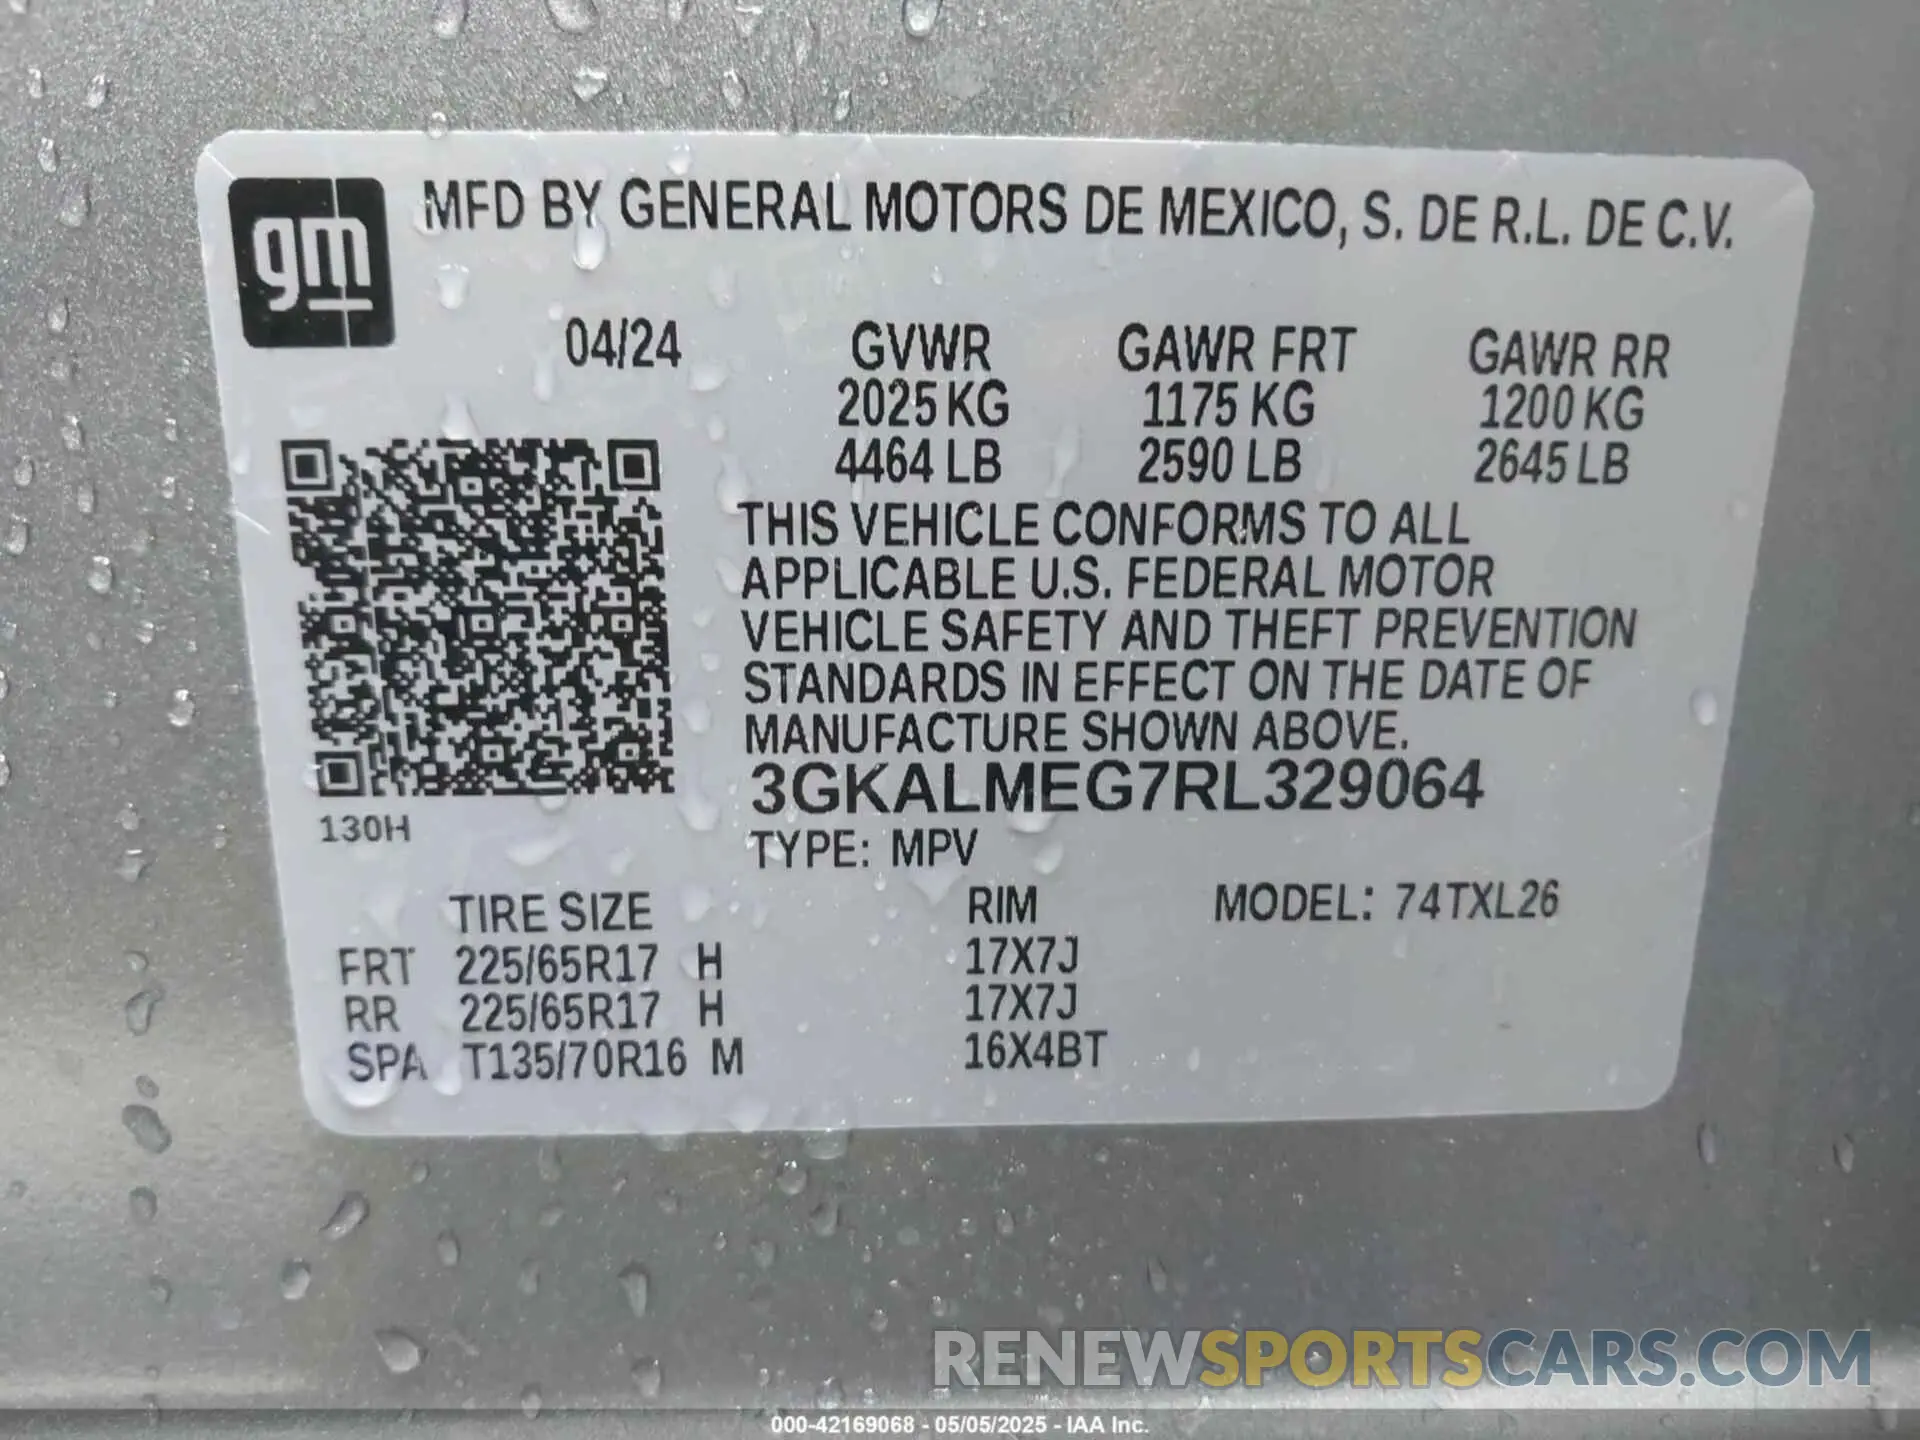 gm
MFD BY GENERAL MOTORS DE MEXICO, S. DE R.L. DE C.V.
04/24 GVWR GAWR FRT GAWR RR
2025 KG 1175 KG 1200 KG
4464 LB 2590 LB 2645 LB
THIS VEHICLE CONFORMS TO ALL
APPLICABLE U.S. FEDERAL MOTOR
VEHICLE SAFETY AND THEFT PREVENTION
STANDARDS IN EFFECT ON THE DATE OF
MANUFACTURE SHOWN ABOVE.
3GKALMEG7RL329064
130H
TYPE: MPV
TIRE SIZE RIM MODEL: 74TXL26
FRT 225/65R17 H 17X7J
RR 225/65R17 H 17X7J
SPA T135/70R16 M 16X4BT
RENEWSPORTSCARS.COM
000-42169068 - 05/05/2025 - IAA Inc.